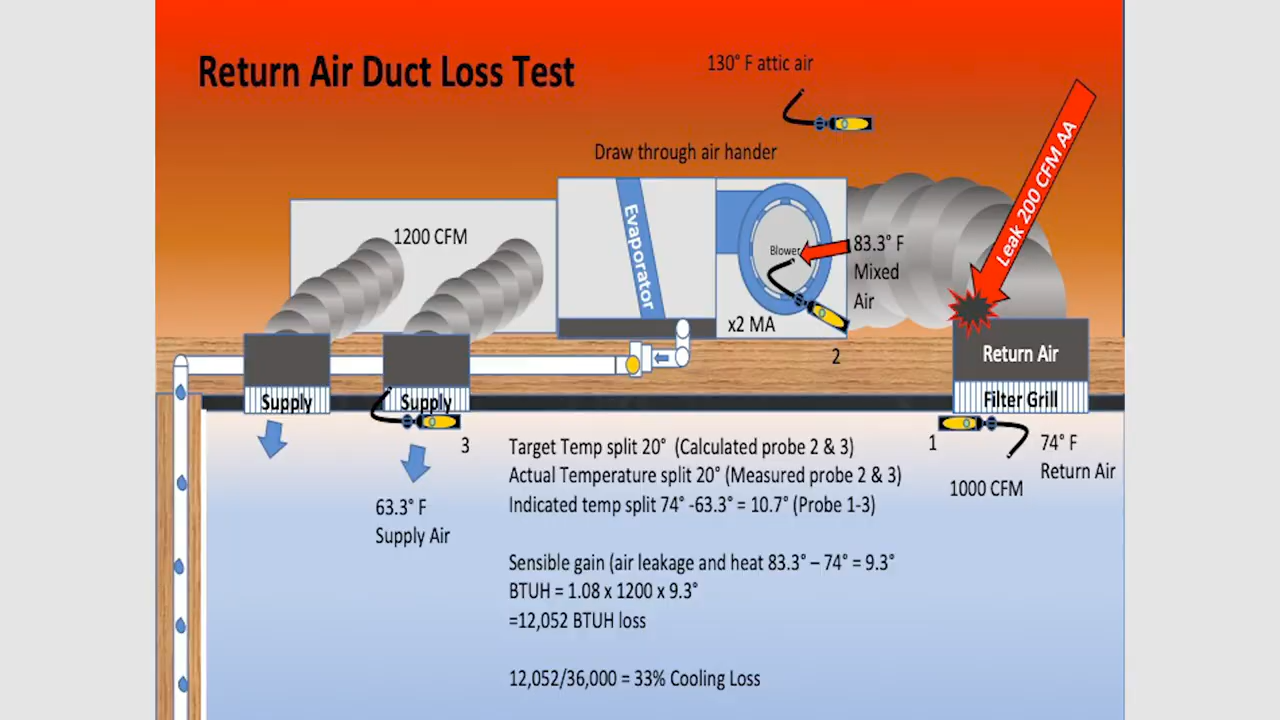 Return Air Duct Loss Test
130° F attic air
Draw through air hander
Leak 200 CFM AA
1200 CFM
Evaporator
Blower
83.3° F
Mixed
Air
x2 MA
2
Return Air
Filter Grill
Supply
Supply
3
1
74° F
Return Air
1000 CFM
63.3° F
Supply Air
Target Temp split 20° (Calculated probe 2 & 3)
Actual Temperature split 20° (Measured probe 2 & 3)
Indicated temp split 74° -63.3° = 10.7° (Probe 1-3)
Sensible gain (air leakage and heat 83.3° – 74° = 9.3°
BTUH = 1.08 x 1200 x 9.3°
=12,052 BTUH loss
12,052/36,000 = 33% Cooling Loss